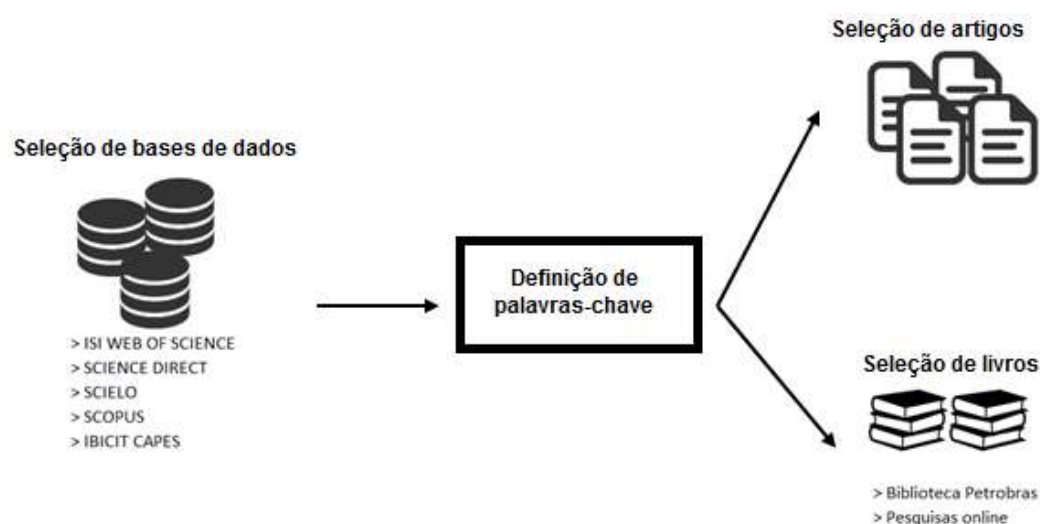 Seleção de bases de dados
> ISI WEB OF SCIENCE
> SCIENCE DIRECT
> SCIELO
> SCOPUS
> IBICIT CAPES
Definição de
palavras-chave
Seleção de artigos
Seleção de livros
> Biblioteca Petrobras
> Pesquisas online